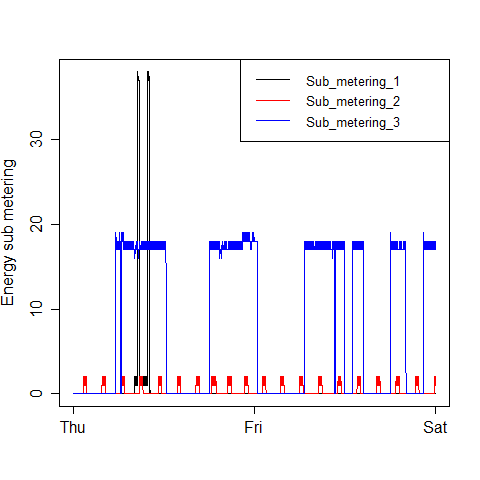 Sub_metering_1
Sub_metering_2
Sub_metering_3
Energy sub metering
30
20
10
0
Thu Fri Sat